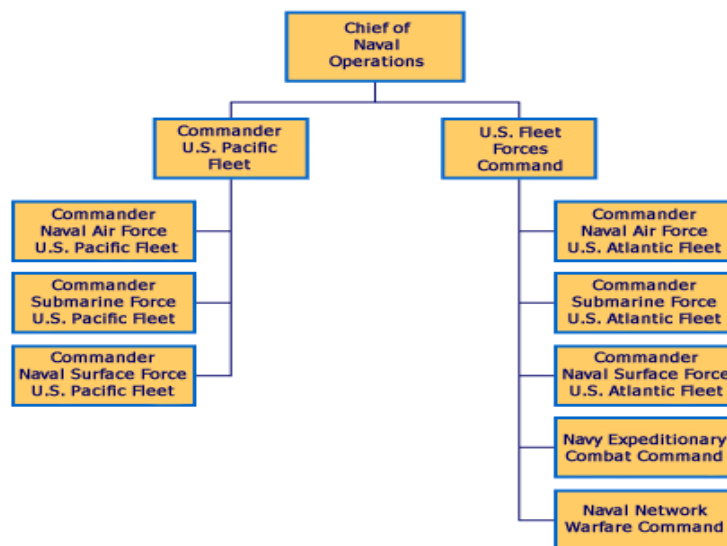 Chief of
Naval
Operations
Commander
U.S. Pacific
Fleet
U.S. Fleet
Forces
Command
Commander
Naval Air Force
U.S. Pacific Fleet
Commander
Submarine Force
U.S. Pacific Fleet
Commander
Naval Surface Force
U.S. Pacific Fleet
Commander
Naval Air Force
U.S. Atlantic Fleet
Commander
Submarine Force
U.S. Atlantic Fleet
Commander
Naval Surface Force
U.S. Atlantic Fleet
Navy Expeditionary
Combat Command
Naval Network
Warfare Command